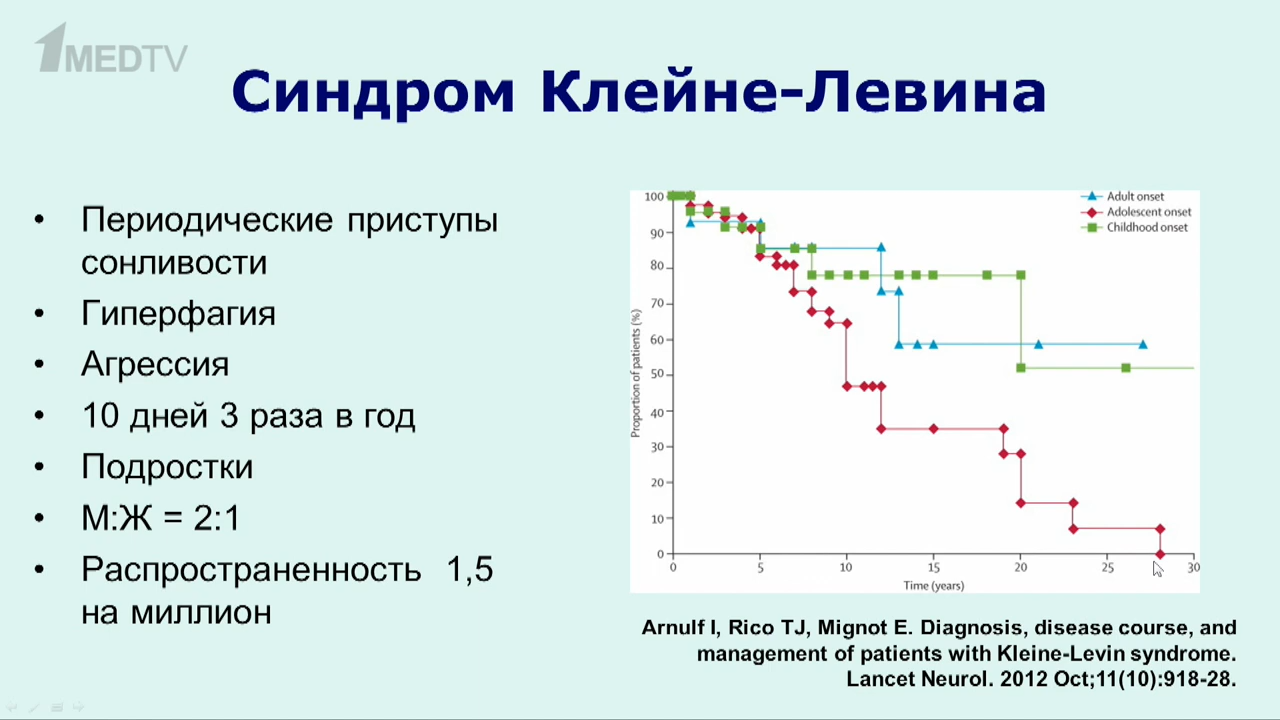 1MEDTV
Синдром Клейне-Левина
• Периодические приступы
сонливости
• Гиперфагия
• Агрессия
• 10 дней 3 раза в год
• Подростки
• М:Ж = 2:1
• Распространенность 1,5
на миллион
Adult onset
Adolescent onset
Childhood onset
Proportion of patients (%)
100
90
80
70
60
50
40
30
20
10
0
0 5 10 15 20 25 30
Time (years)
Arnulf I, Rico TJ, Mignot E. Diagnosis, disease course, and
management of patients with Kleine-Levin syndrome.
Lancet Neurol. 2012 Oct;11(10):918-28.